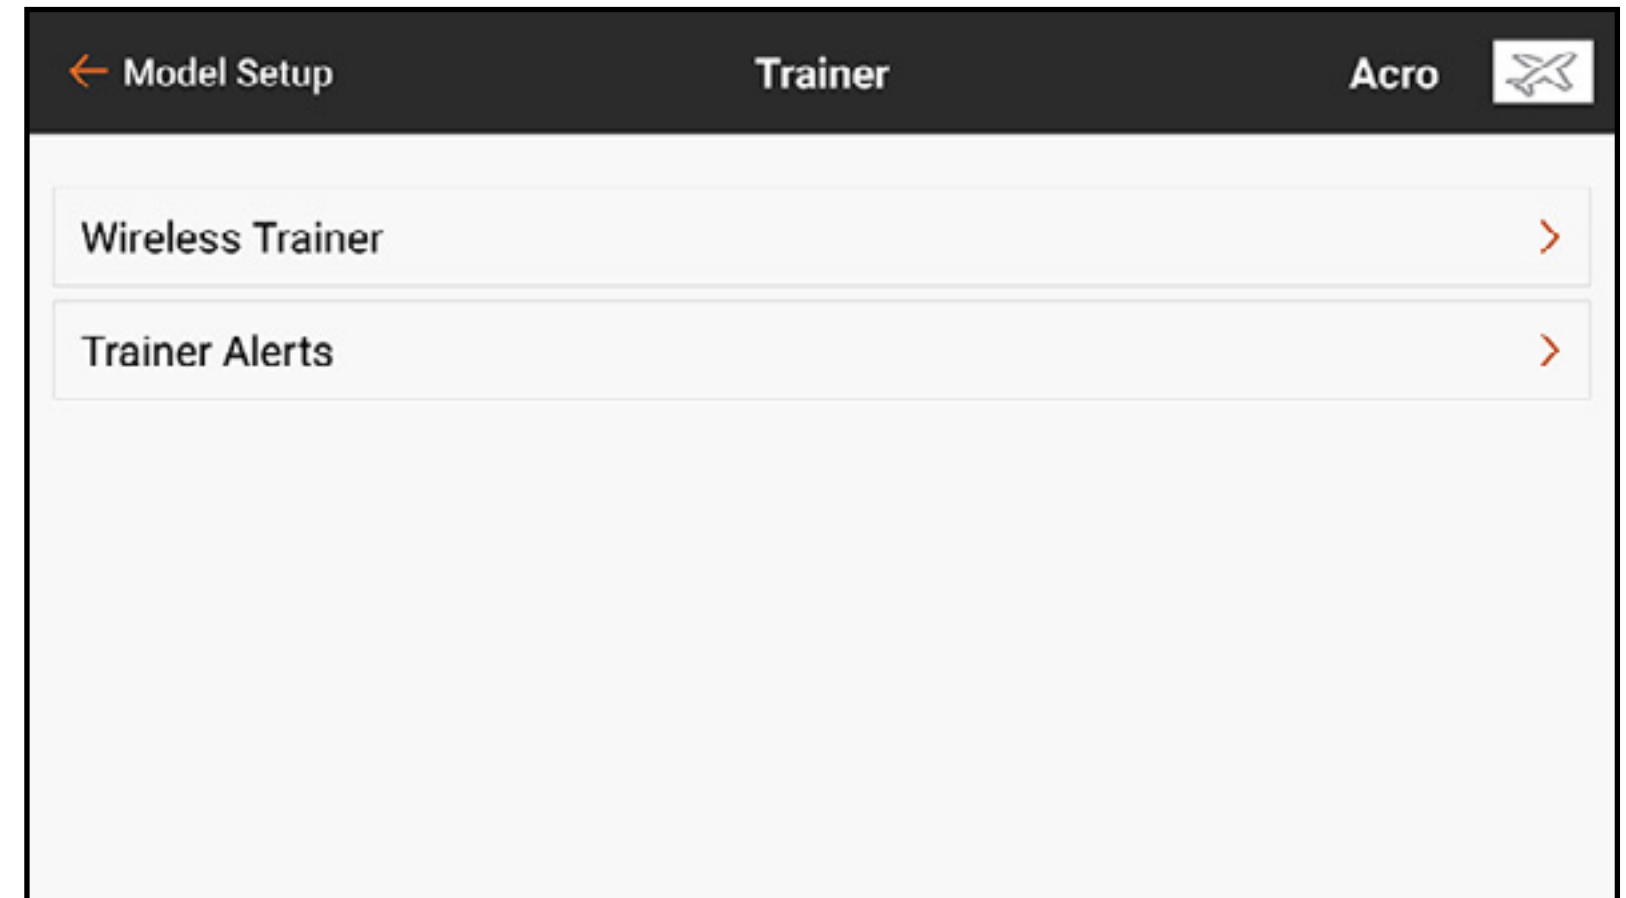 Model Setup
Trainer
Acro
Wireless Trainer
Trainer Alerts